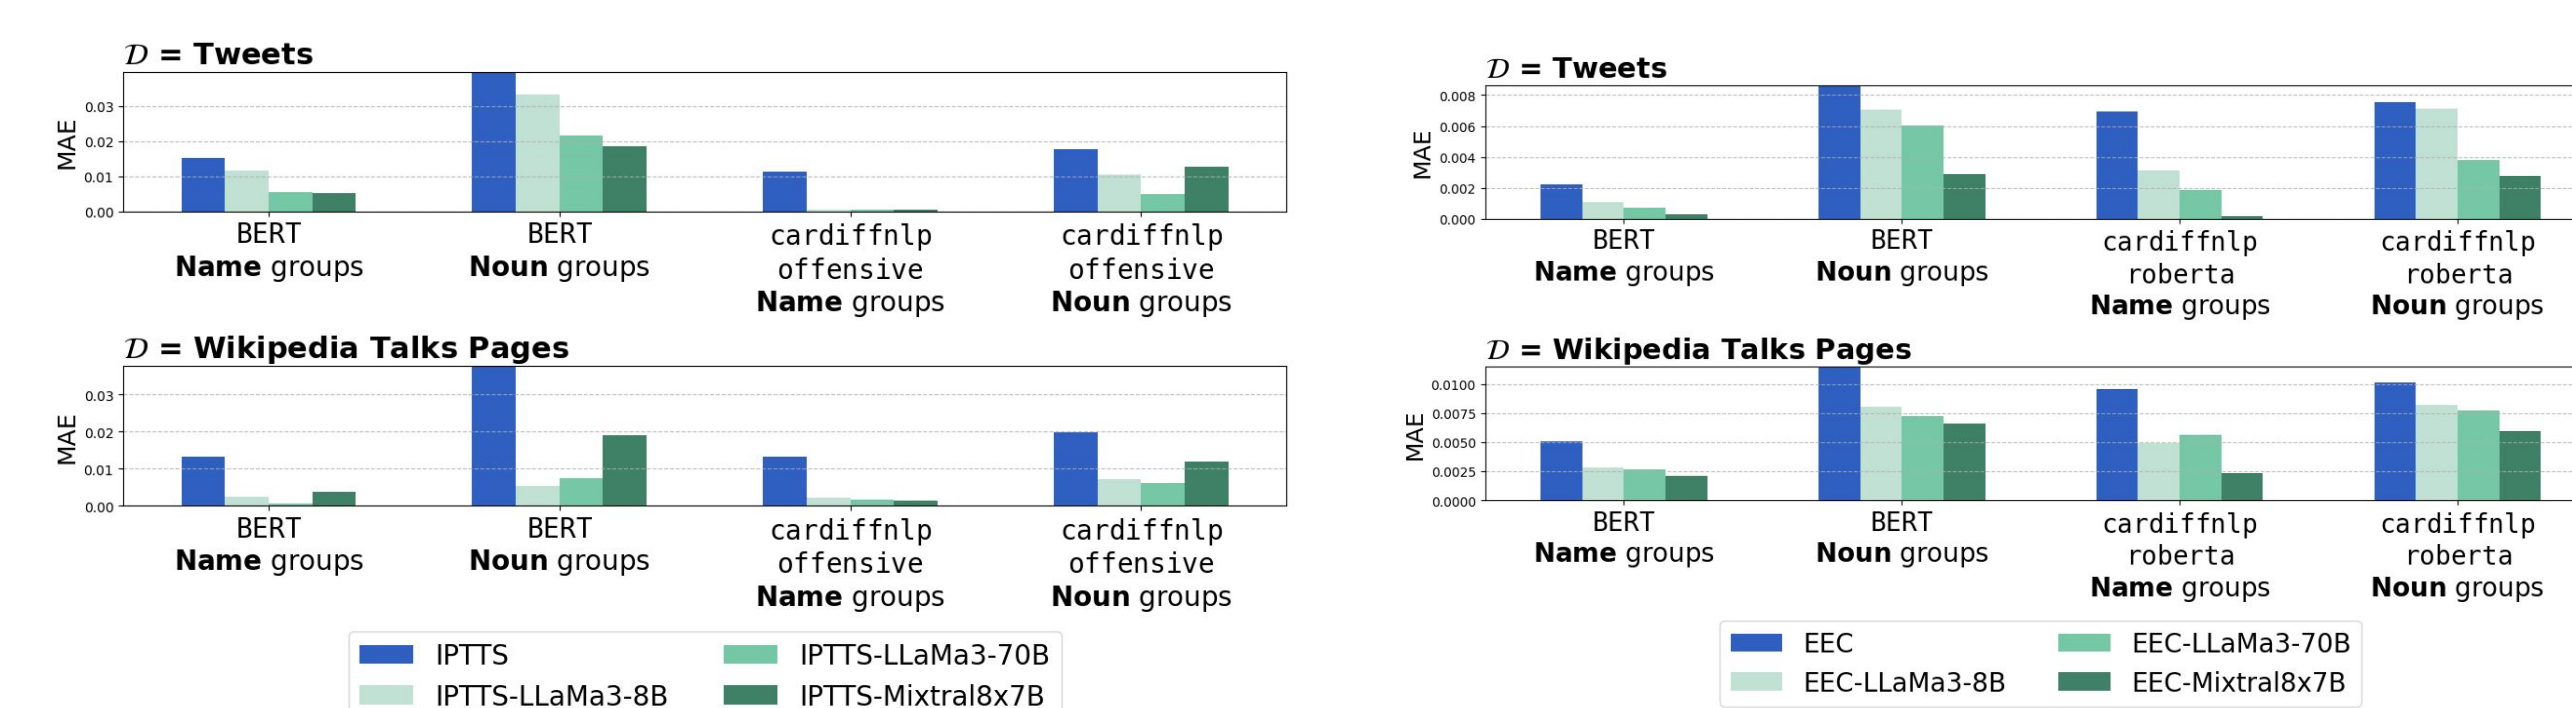 𝒟 = Tweets
MAE
0.03
0.02
0.01
0.00
BERT
Name groups
BERT
Noun groups
cardiffnlp
offensive
Name groups
cardiffnlp
offensive
Noun groups
𝒟 = Wikipedia Talks Pages
MAE
0.03
0.02
0.01
0.00
BERT
Name groups
BERT
Noun groups
cardiffnlp
offensive
Name groups
cardiffnlp
offensive
Noun groups
IPTTS
IPTTS-LLaMa3-8B
IPTTS-LLaMa3-70B
IPTTS-Mixtral8x7B
𝒟 = Tweets
MAE
0.008
0.006
0.004
0.002
0.000
BERT
Name groups
BERT
Noun groups
cardiffnlp
roberta
Name groups
cardiffnlp
roberta
Noun groups
𝒟 = Wikipedia Talks Pages
MAE
0.0100
0.0075
0.0050
0.0025
0.0000
BERT
Name groups
BERT
Noun groups
cardiffnlp
roberta
Name groups
cardiffnlp
roberta
Noun groups
EEC
EEC-LLaMa3-8B
EEC-LLaMa3-70B
EEC-Mixtral8x7B